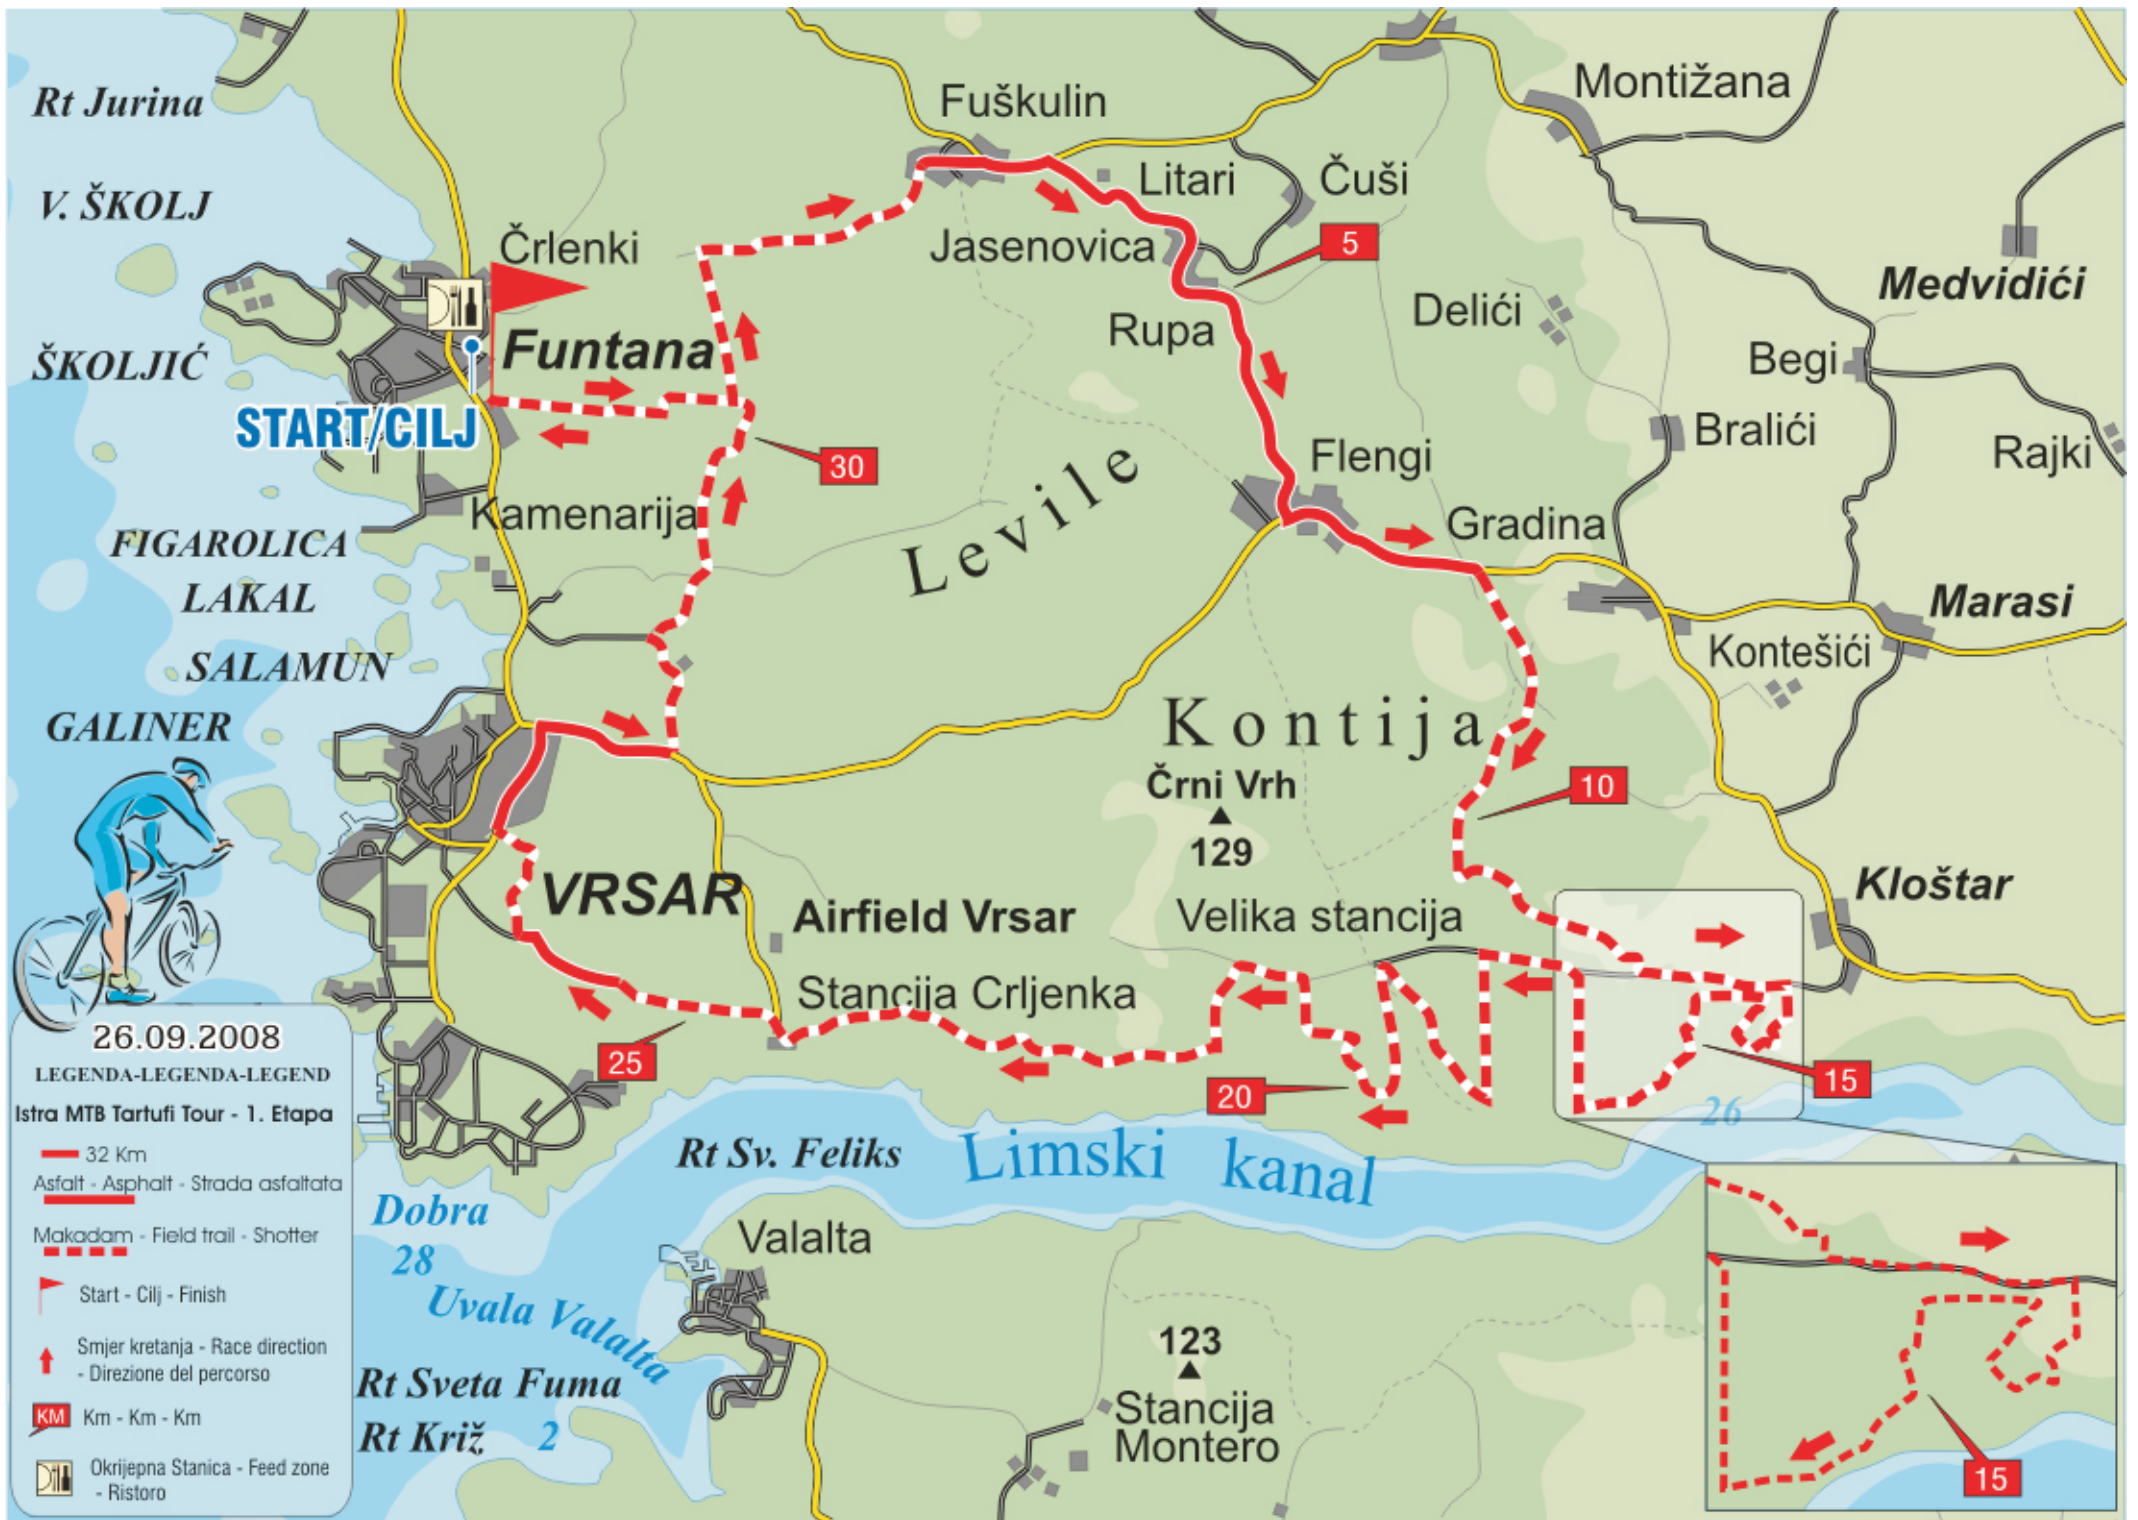 Rt Jurina
Fuškulin
Montižana
V. ŠKOLJ
Litari
Čuši
Črlenki
Jasenovica
5
Medvidići
Delići
Rupa
ŠKOLJIĆ
Funtana
Begi
START/CILJ
Bralići
30
Levile
Flengi
Rajki
Kamenarija
Gradina
FIGAROLICA
LAKAL
Marasi
SALAMUN
Kontešići
GALINER
Kontija
Črni Vrh
129
10
VRSAR
Airfield Vrsar
Velika stancija
Kloštar
Stancija Crljenka
25
20
15
26
Rt Sv. Feliks
Limski kanal
Dobra
28
Valalta
Uvala Valalta
123
Stancija
Montero
Rt Sveta Fuma
Rt Križ
2
15
26.09.2008
LEGENDA-LEGENDA-LEGEND
Istra MTB Tartufi Tour - 1. Etapa
32 Km
Asfalt - Asphalt - Strada asfaltata
Makadam - Field trail - Shotter
Start - Cilj - Finish
Smjer kretanja - Race direction
- Direzione del percorso
KM Km - Km - Km
Okrijepna Stanica - Feed zone
- Ristoro